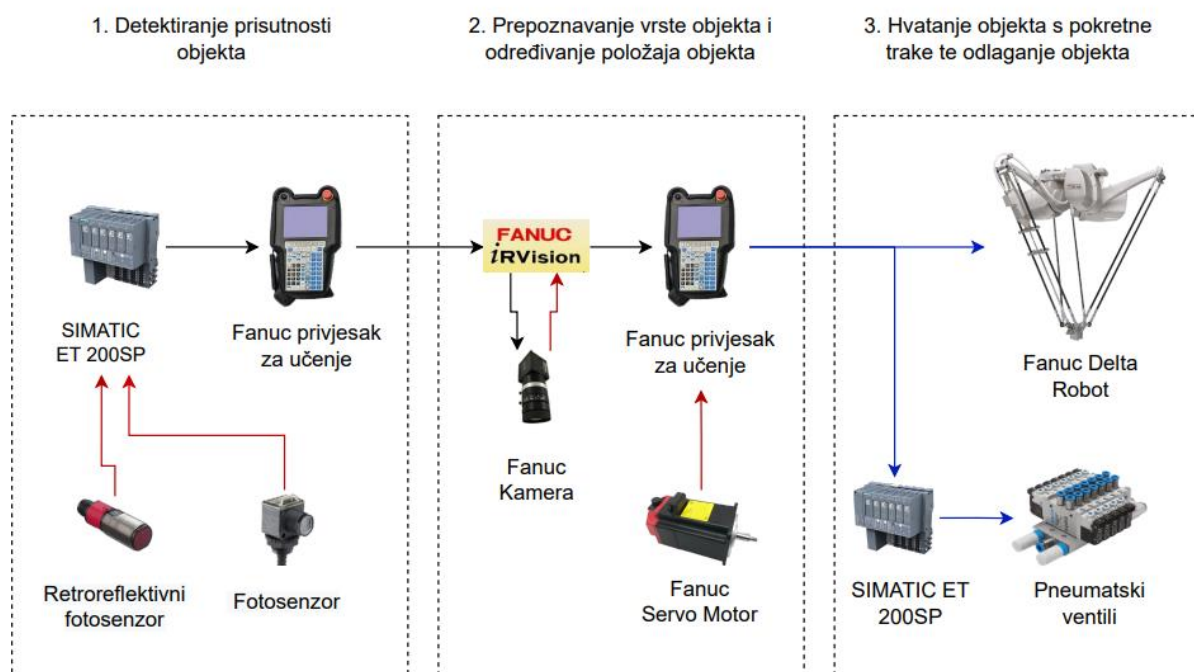 1. Detektiranje prisutnosti
objekta
2. Prepoznavanje vrste objekta i
određivanje položaja objekta
3. Hvatanje objekta s pokretne
trake te odlaganje objekta
SIMATIC
ET 200SP
Fanuc privjesak
za učenje
Retroreflektivni
fotosenzor
Fotosenzor
FANUC
iRVision
Fanuc
Kamera
Fanuc privjesak
za učenje
Fanuc
Servo Motor
Fanuc Delta
Robot
SIMATIC ET
200SP
Pneumatski
ventili